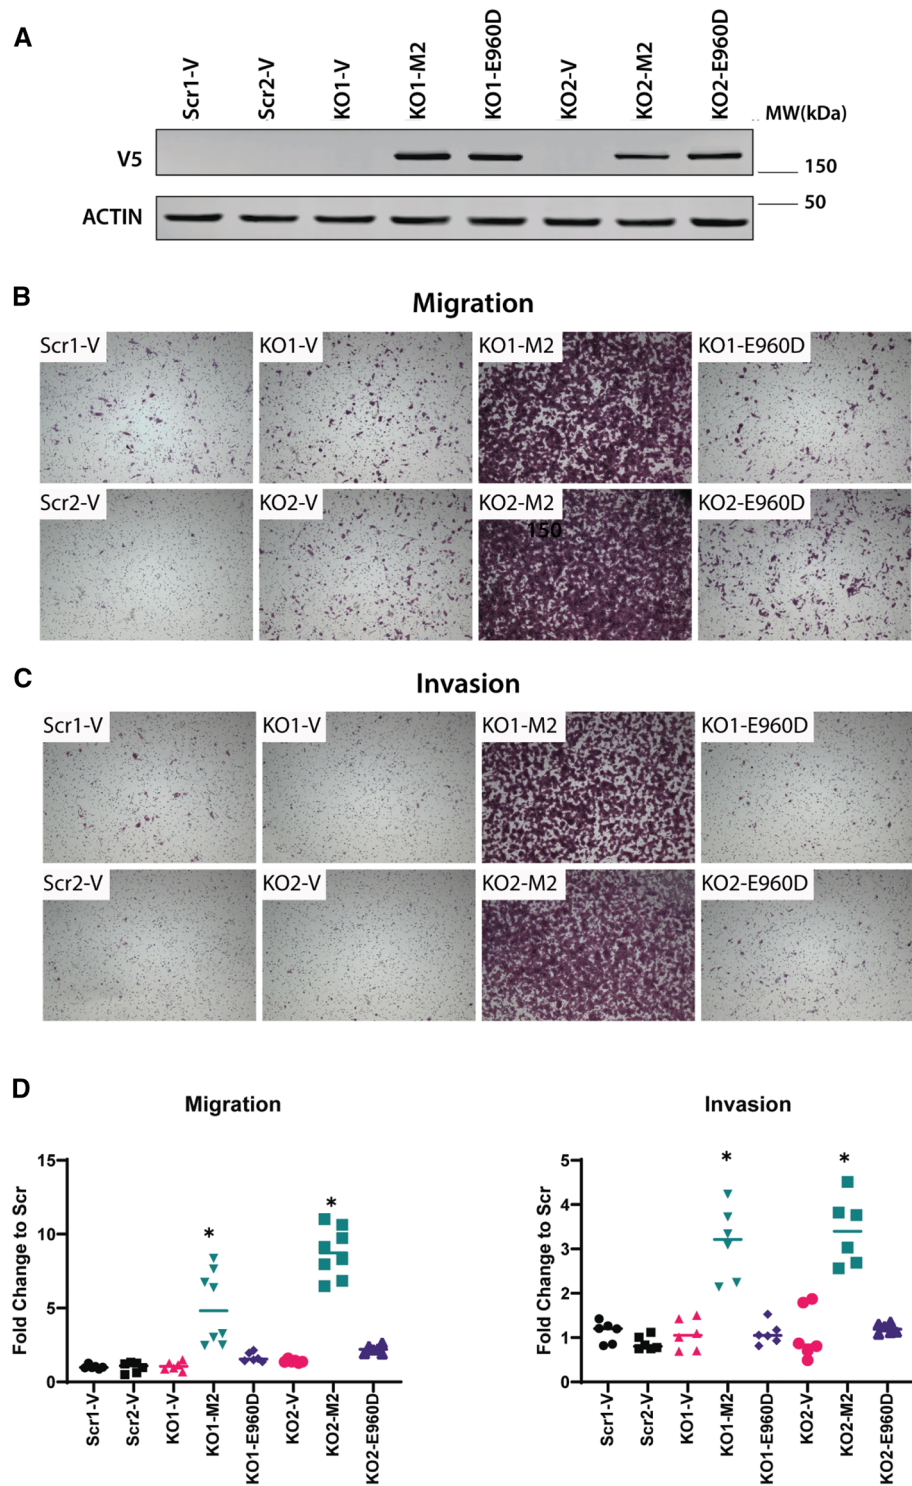 A
Scr1-V Scr2-V KO1-V KO1-M2 KO1-E960D KO2-V KO2-M2 KO2-E960D
MW(kDa)
V5
150
50
ACTIN
B
Migration
Scr1-V KO1-V KO1-M2 KO1-E960D
Scr2-V KO2-V KO2-M2 KO2-E960D
150
C
Invasion
Scr1-V KO1-V KO1-M2 KO1-E960D
Scr2-V KO2-V KO2-M2 KO2-E960D
D
Migration
Fold Change to Scr
15
10
5
0
* *
Scr1-V Scr2-V KO1-V KO1-M2 KO1-E960D KO2-V KO2-M2 KO2-E960D
Invasion
Fold Change to Scr
5
4
3
2
1
0
* *
Scr1-V Scr2-V KO1-V KO1-M2 KO1-E960D KO2-V KO2-M2 KO2-E960D